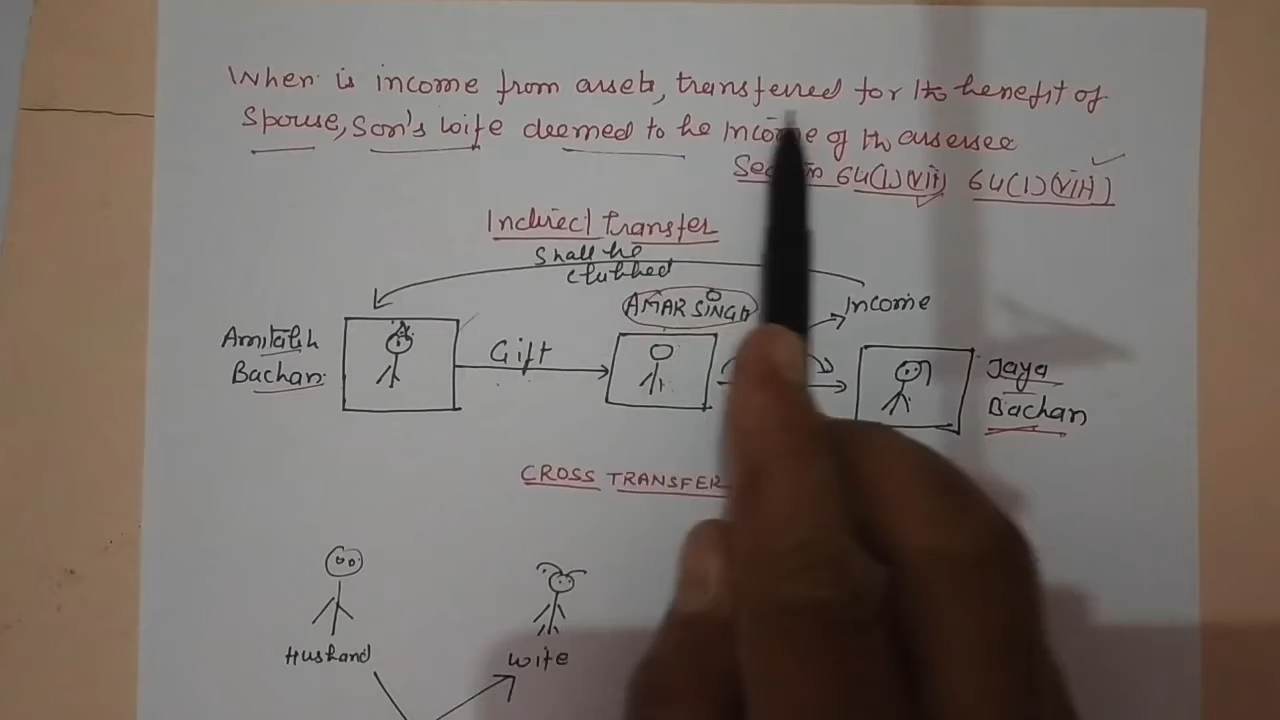 When is income from assets, transferred for the benefit of
Spouse, Son's wife deemed to be Income of the assessee
Section 64(1)(vii) 64(1)(viii)
Indirect transfer
Shall be
clubbed
AMAR SINGH
Income
Amitabh
Bachan
Gift
Jaya
Bachan
CROSS TRANSFER
Husband
Wife